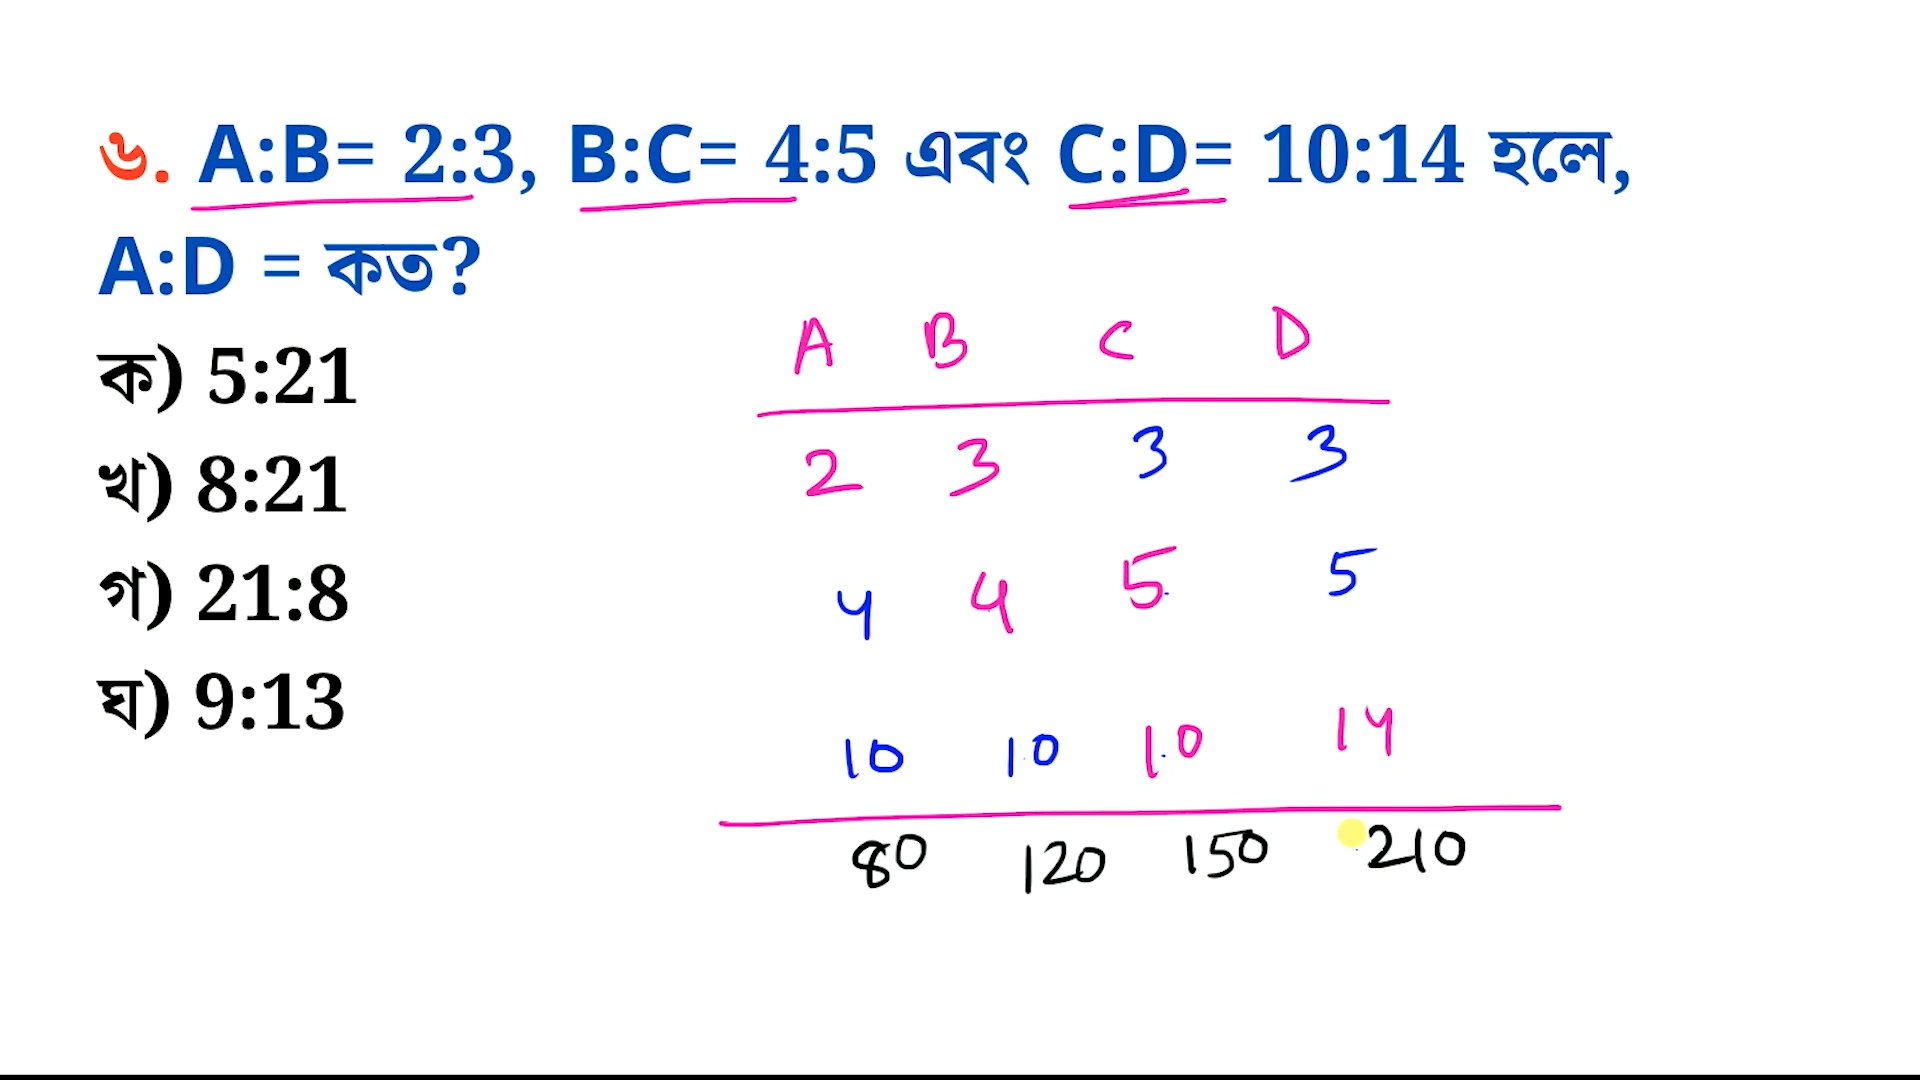 ৬. A:B= 2:3, B:C= 4:5 এবং C:D= 10:14 হলে,
A:D = কত?
ক) 5:21
খ) 8:21
গ) 21:8
ঘ) 9:13
A B C D
2 3 3 3
4 4 5 5
10 10 10 14
80 120 150 210